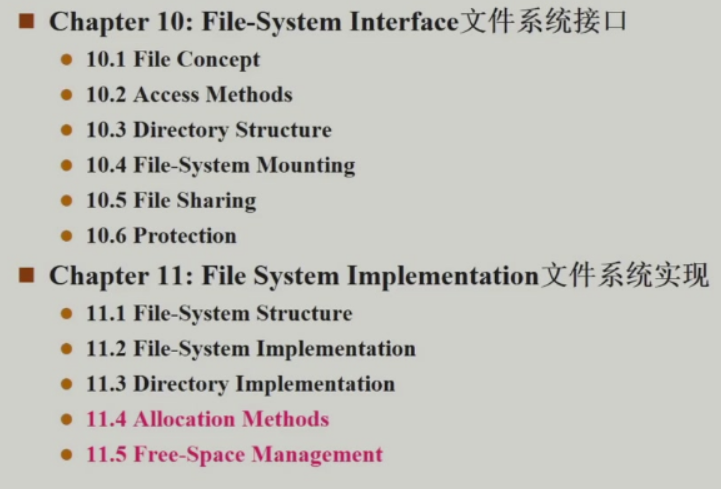 Chapter 10: File-System Interface文件系统接口
10.1 File Concept
10.2 Access Methods
10.3 Directory Structure
10.4 File-System Mounting
10.5 File Sharing
10.6 Protection
Chapter 11: File System Implementation文件系统实现
11.1 File-System Structure
11.2 File-System Implementation
11.3 Directory Implementation
11.4 Allocation Methods
11.5 Free-Space Management